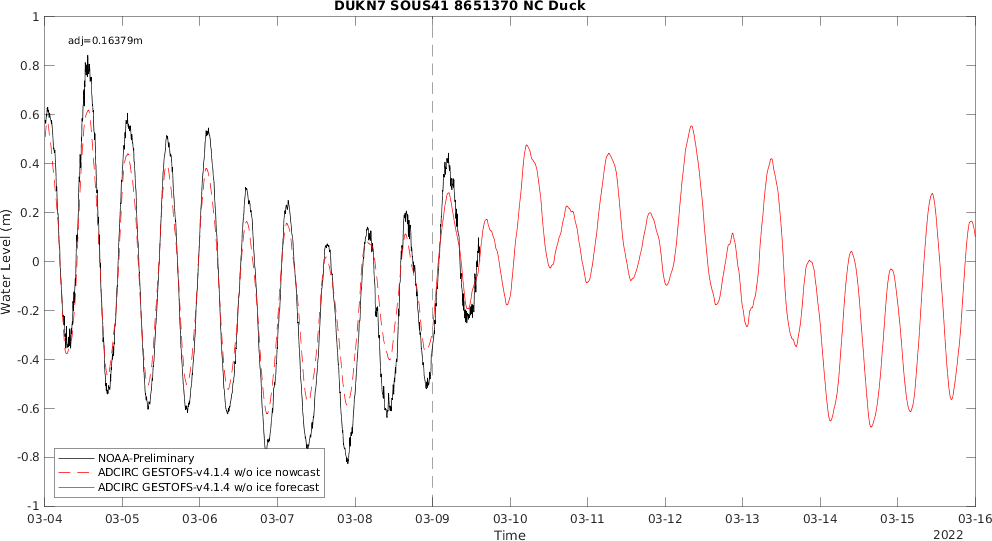 DUKN7 SOUS41 8651370 NC Duck
adj=0.16379m
1
0.8
0.6
0.4
0.2
0
-0.2
-0.4
-0.6
-0.8
-1
Water Level (m)
NOAA-Preliminary
ADCIRC GESTOFS-v4.1.4 w/o ice nowcast
ADCIRC GESTOFS-v4.1.4 w/o ice forecast
03-04 03-05 03-06 03-07 03-08 03-09 03-10 03-11 03-12 03-13 03-14 03-15 03-16
Time
2022